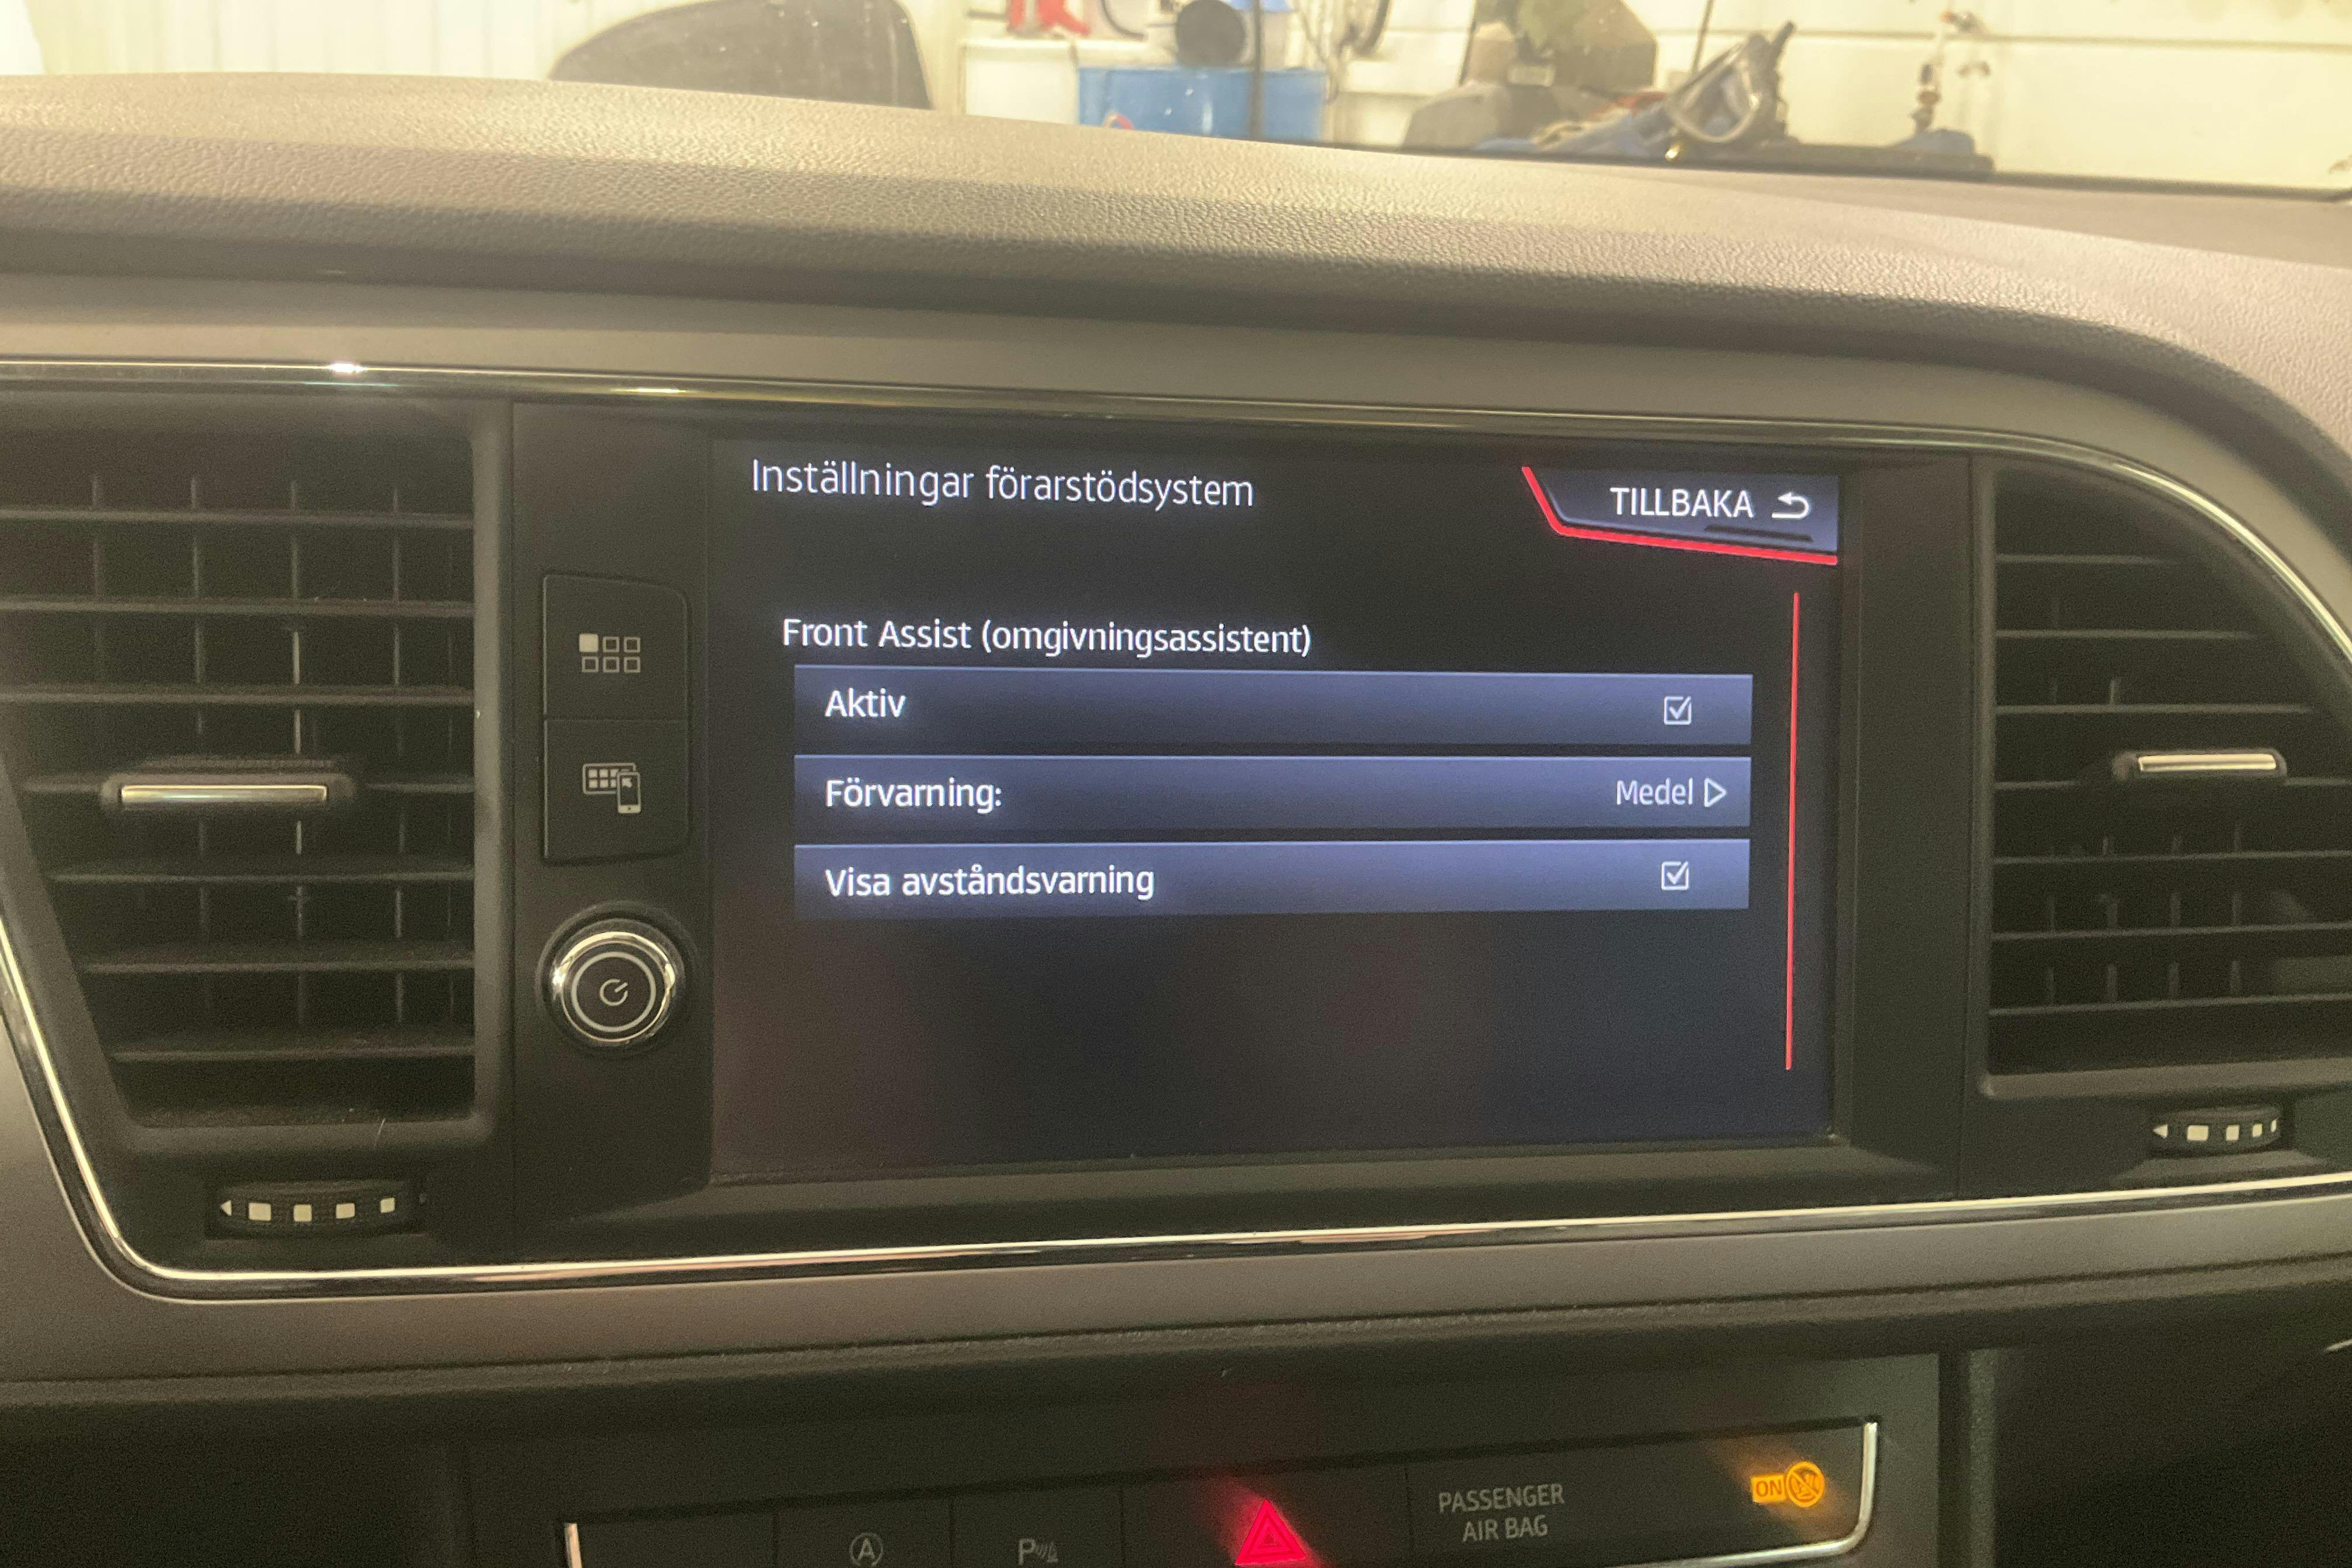 Inställningar förarstödsystem
TILLBAKA
Front Assist (omgivningsassistent)
Aktiv
Förvarning:
Medel
Visa avståndsvarning
A
P
PASSENGER
AIR BAG
ON